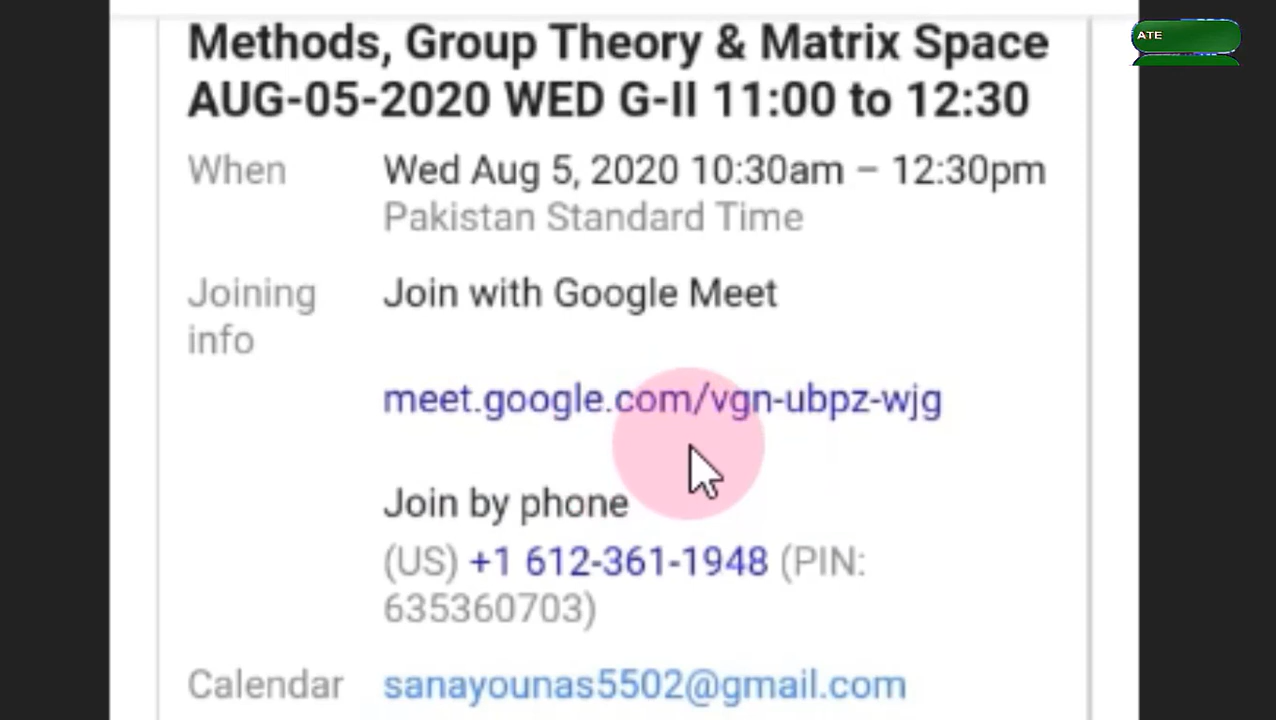 Methods, Group Theory & Matrix Space
AUG-05-2020 WED G-II 11:00 to 12:30
When Wed Aug 5, 2020 10:30am – 12:30pm
Pakistan Standard Time
Joining info Join with Google Meet
meet.google.com/vgn-ubpz-wjg
Join by phone
(US) +1 612-361-1948 (PIN:
635360703)
Calendar sanayounas5502@gmail.com
ATE